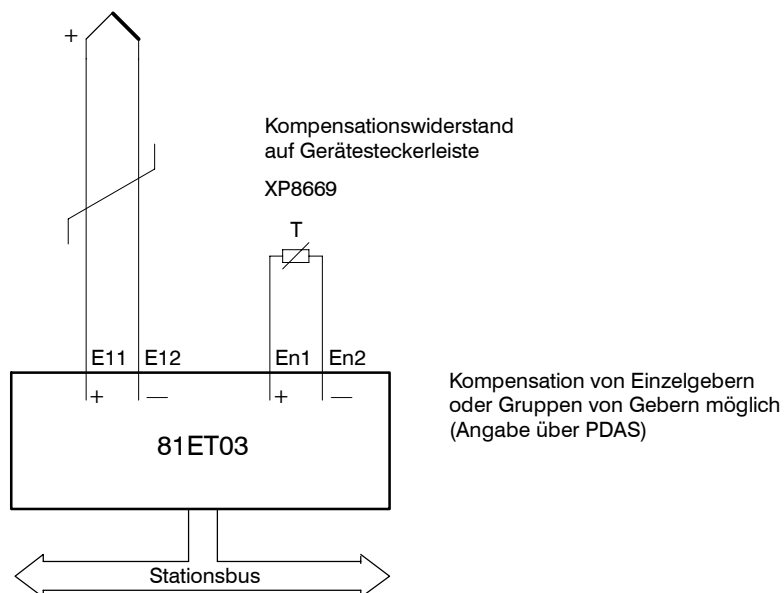 +
Kompensationswiderstand
auf Gerätesteckerleiste
XP8669
T
E11 E12 En1 En2
+ — + —
Kompensation von Einzelgebern
oder Gruppen von Gebern möglich
(Angabe über PDAS)
81ET03
Stationsbus